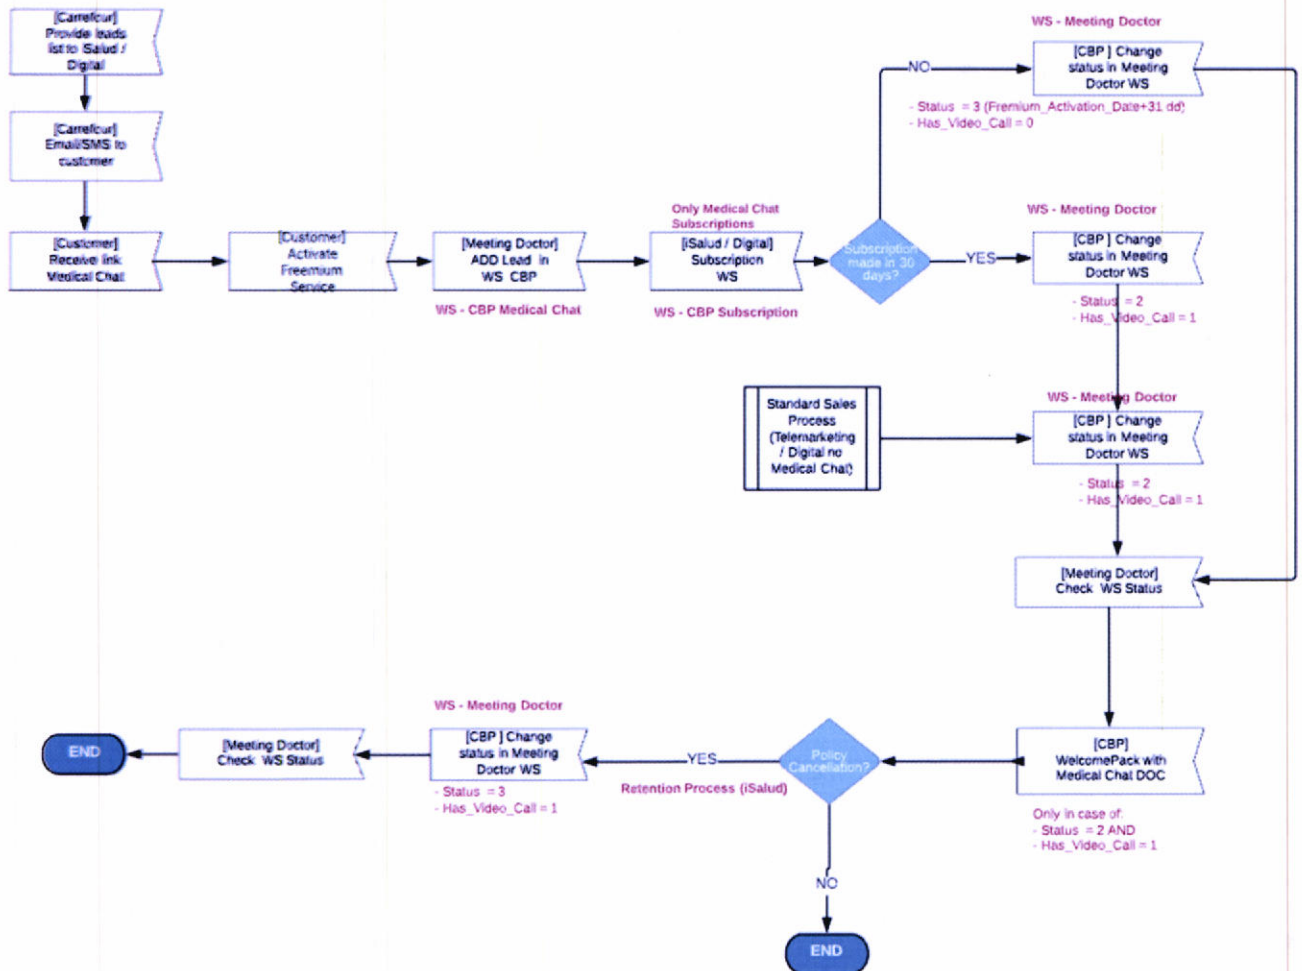 [Carrefour]
Provide leads
list to iSalud /
Digital
[Carrefour]
Email/SMS to
customer
[Customer]
Receive link
Medical Chat
[Customer]
Activate
Freemium
Service
[Meeting Doctor]
ADD Lead in
WS CBP
WS - CBP Medical Chat
Only Medical Chat
Subscriptions
[iSalud / Digital]
Subscription
WS
WS - CBP Subscription
Subscription
made in 30
days?
NO
WS - Meeting Doctor
[CBP ] Change
status in Meeting
Doctor WS
- Status = 3 (Fremium_Activation_Date+31 dd)
- Has_Video_Call = 0
YES
WS - Meeting Doctor
[CBP ] Change
status in Meeting
Doctor WS
- Status = 2
- Has_Video_Call = 1
Standard Sales
Process
(Telemarketing
/ Digital no
Medical Chat)
WS - Meeting Doctor
[CBP ] Change
status in Meeting
Doctor WS
- Status = 2
- Has_Video_Call = 1
[Meeting Doctor]
Check WS Status
[CBP]
WelcomePack with
Medical Chat DOC
Only in case of:
- Status = 2 AND
- Has_Video_Call = 1
Policy
Cancellation?
YES
Retention Process (iSalud)
WS - Meeting Doctor
[CBP ] Change
status in Meeting
Doctor WS
- Status = 3
- Has_Video_Call = 1
[Meeting Doctor]
Check WS Status
END
NO
END